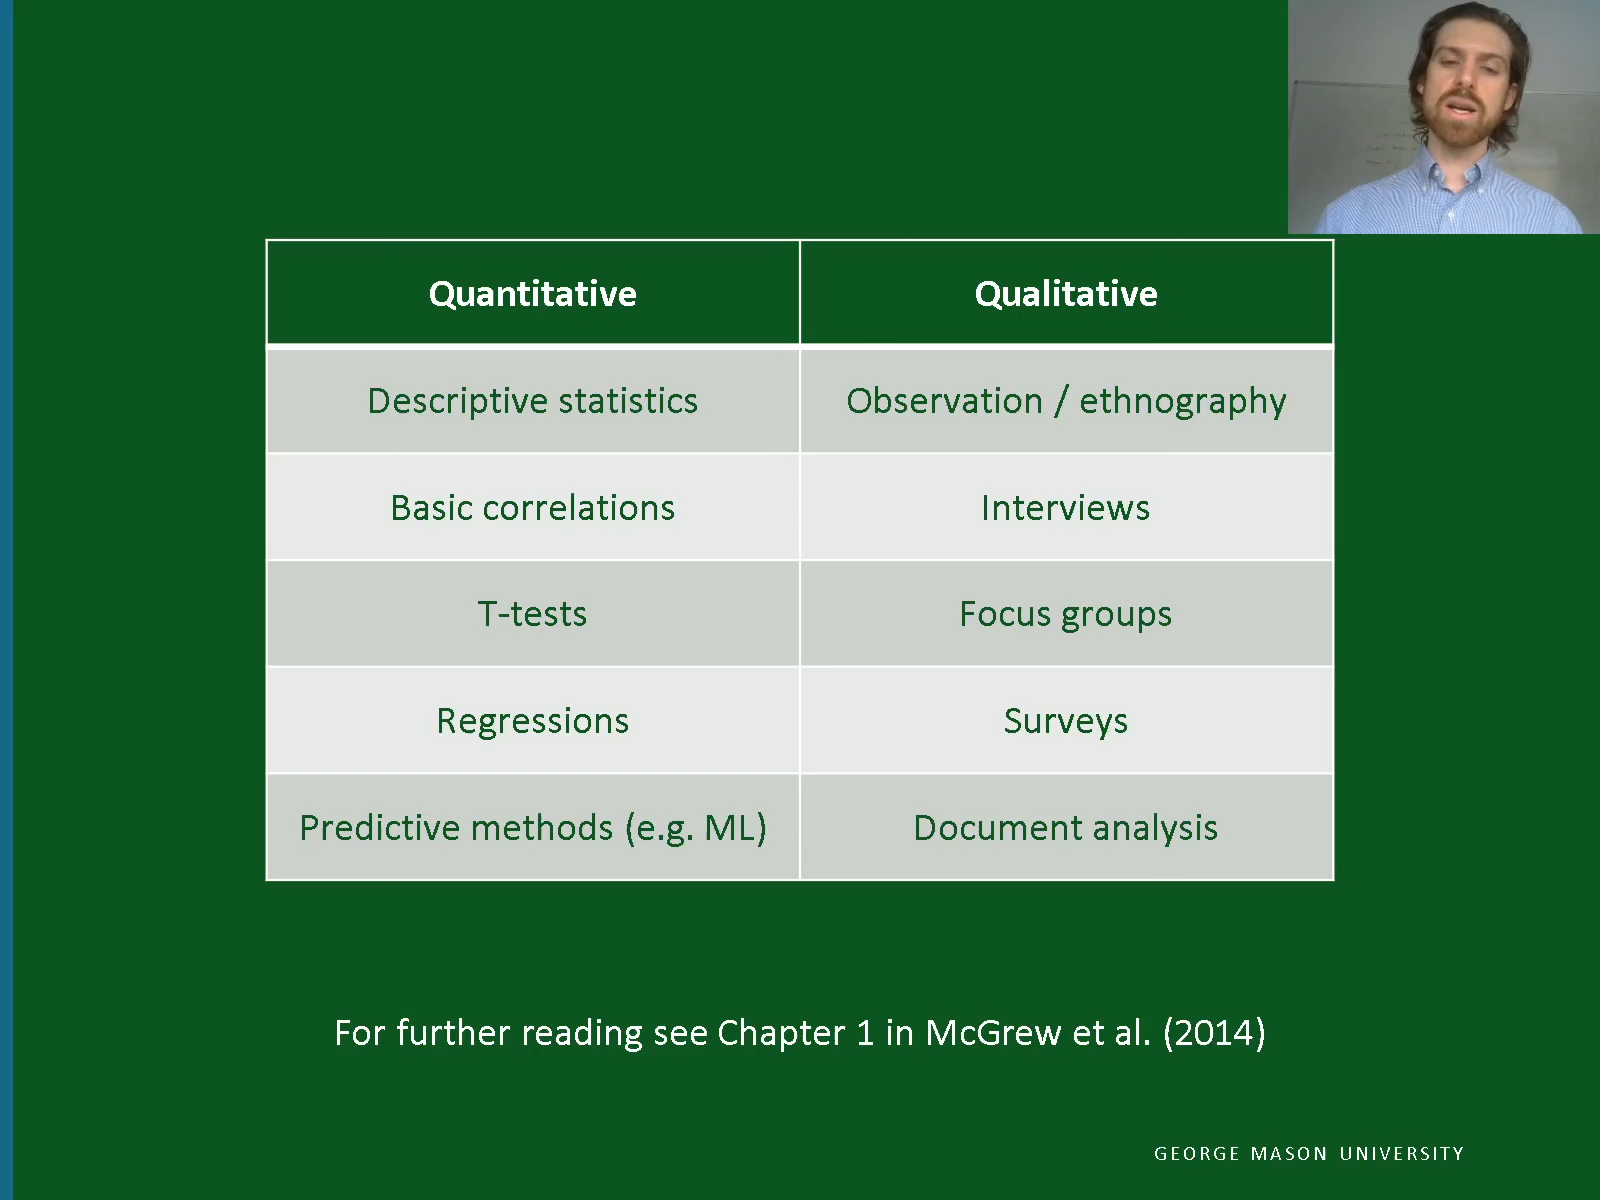 Quantitative
Qualitative
Descriptive statistics
Observation / ethnography
Basic correlations
Interviews
T-tests
Focus groups
Regressions
Surveys
Predictive methods (e.g. ML)
Document analysis
For further reading see Chapter 1 in McGrew et al. (2014)
GEORGE MASON UNIVERSITY